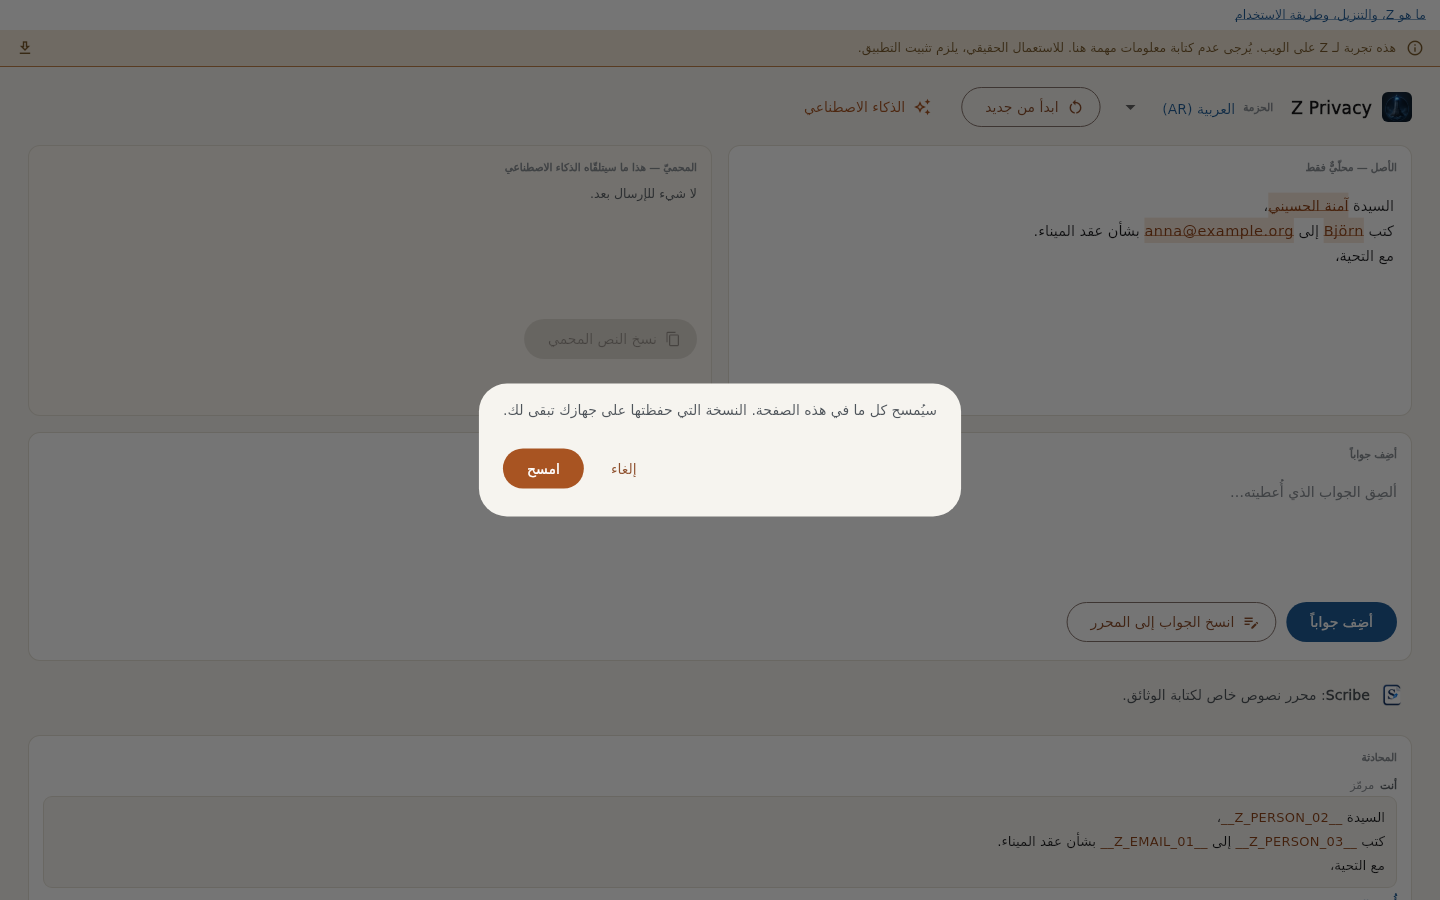 ما هو Z، والتنزيل، وطريقة الاستخدام
هذه تجربة لـ Z على الويب. يُرجى عدم كتابة معلومات مهمة هنا. للاستعمال الحقيقي، يلزم تثبيت التطبيق.
Z Privacy
الحزمة
العربية (AR)
ابدأ من جديد
الذكاء الاصطناعي
الأصل — محلّيٌّ فقط
السيدة آمنة الحسيني،
كتب Björn إلى anna@example.org بشأن عقد الميناء.
مع التحية،
المحميّ — هذا ما سيتلقّاه الذكاء الاصطناعي
لا شيء للإرسال بعد.
نسخ النص المحمي
سيُمسح كل ما في هذه الصفحة. النسخة التي حفظتها على جهازك تبقى لك.
إلغاء
امسح
أضِف جواباً
ألصِق الجواب الذي أُعطيته…
أضِف جواباً
انسخ الجواب إلى المحرر
Scribe: محرر نصوص خاص لكتابة الوثائق.
المحادثة
أنت مرمّز
السيدة __Z_PERSON_02__،
كتب __Z_PERSON_03__ إلى __Z_EMAIL_01__ بشأن عقد الميناء.
مع التحية،